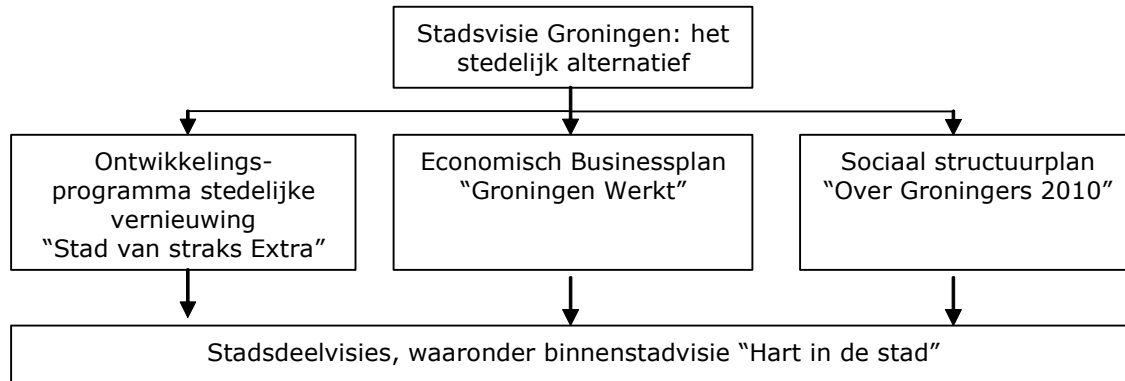 Stadsvisie Groningen: het
stedelijk alternatief
Ontwikkelings-
programma stedelijke
vernieuwing
“Stad van straks Extra”
Economisch Businessplan
“Groningen Werkt”
Sociaal structuurplan
“Over Groningers 2010”
Stadsdeelvisies, waaronder binnenstadvisie “Hart in de stad”